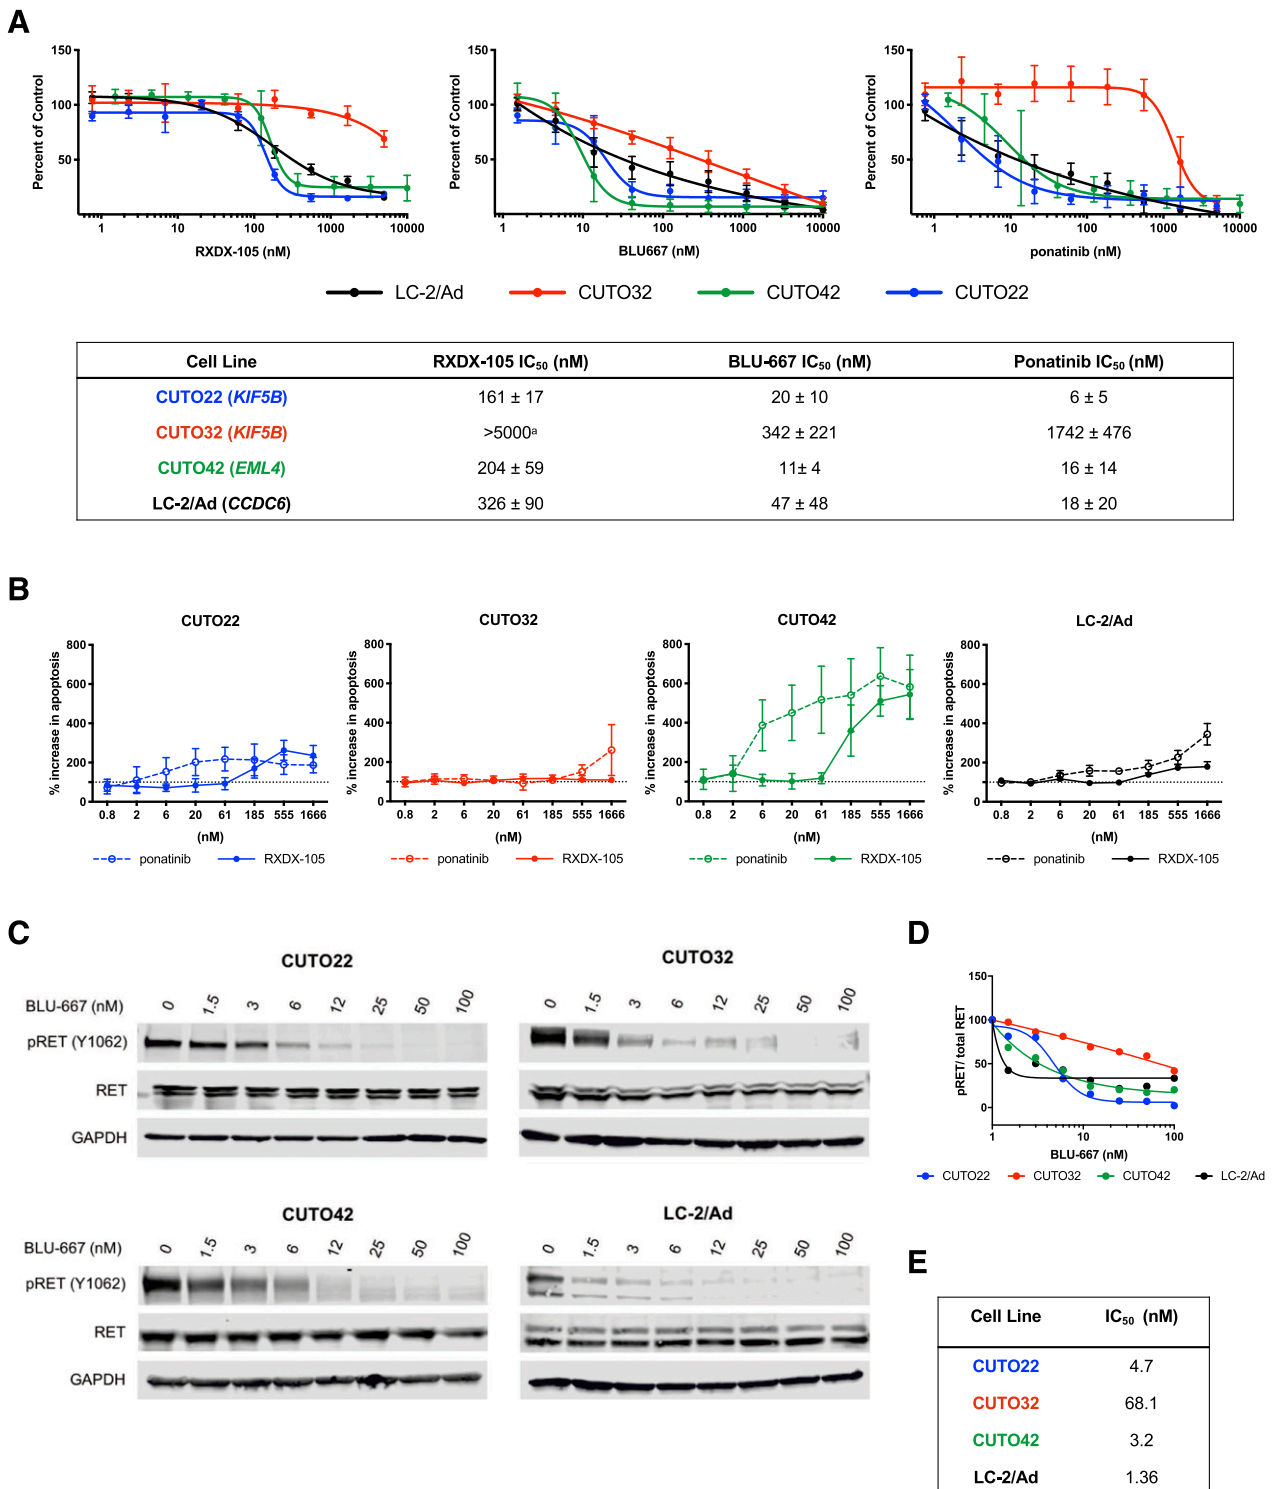 A
150
100
50
Percent of Control
1 10 100 1000 10000
RXDX-105 (nM)
150
100
50
Percent of Control
1 10 100 1000 10000
BLU667 (nM)
150
100
50
Percent of Control
1 10 100 1000 10000
ponatinib (nM)
LC-2/Ad CUTO32 CUTO42 CUTO22
Cell Line RXDX-105 IC50 (nM) BLU-667 IC50 (nM) Ponatinib IC50 (nM)
CUTO22 (KIF5B) 161 ± 17 20 ± 10 6 ± 5
CUTO32 (KIF5B) >5000a 342 ± 221 1742 ± 476
CUTO42 (EML4) 204 ± 59 11± 4 16 ± 14
LC-2/Ad (CCDC6) 326 ± 90 47 ± 48 18 ± 20
B
CUTO22
800
600
400
200
0
% increase in apoptosis
0.8 2 6 20 61 185 555 1666
(nM)
ponatinib RXDX-105
CUTO32
800
600
400
200
0
% increase in apoptosis
0.8 2 6 20 61 185 555 1666
(nM)
ponatinib RXDX-105
CUTO42
800
600
400
200
0
% increase in apoptosis
0.8 2 6 20 61 185 555 1666
(nM)
ponatinib RXDX-105
LC-2/Ad
800
600
400
200
0
% increase in apoptosis
0.8 2 6 20 61 185 555 1666
(nM)
ponatinib RXDX-105
C
CUTO22
BLU-667 (nM) 0 1.5 3 6 12 25 50 100
pRET (Y1062)
RET
GAPDH
CUTO32
0 1.5 3 6 12 25 50 100
CUTO42
BLU-667 (nM) 0 1.5 3 6 12 25 50 100
pRET (Y1062)
RET
GAPDH
LC-2/Ad
0 1.5 3 6 12 25 50 100
D
150
100
50
0
pRET/ total RET
1 10 100
BLU-667 (nM)
CUTO22 CUTO32 CUTO42 LC-2/Ad
E
Cell Line IC50 (nM)
CUTO22 4.7
CUTO32 68.1
CUTO42 3.2
LC-2/Ad 1.36